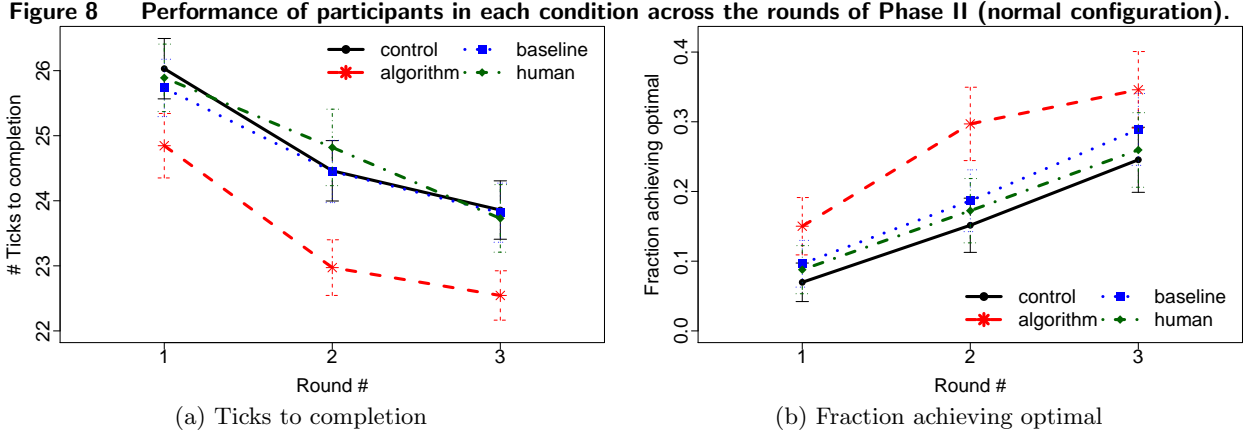 Figure 8 Performance of participants in each condition across the rounds of Phase II (normal configuration).
control
baseline
algorithm
human
# Ticks to completion
26
25
24
23
22
1
2
3
Round #
(a) Ticks to completion
Fraction achieving optimal
0.4
0.3
0.2
0.1
0.0
control
baseline
algorithm
human
1
2
3
Round #
(b) Fraction achieving optimal